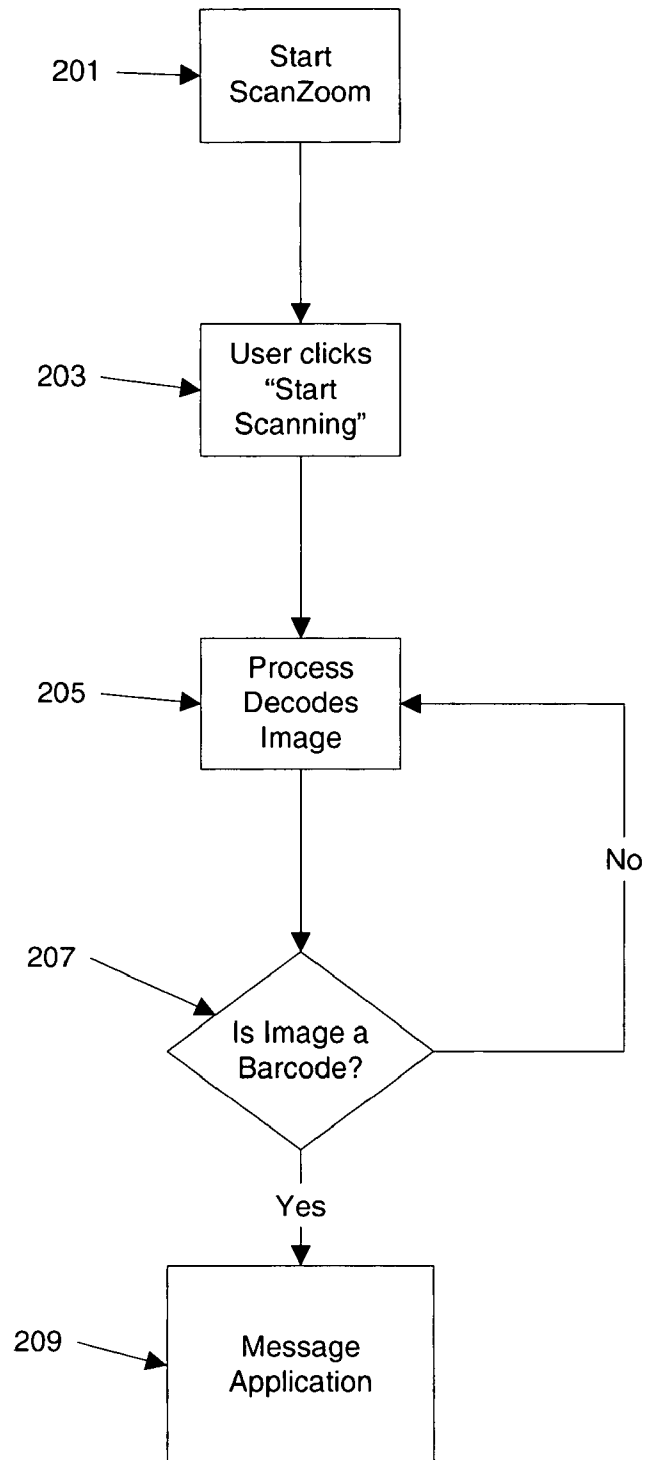 201
Start
ScanZoom
203
User clicks
“Start
Scanning”
205
Process
Decodes
Image
No
207
Is Image a
Barcode?
Yes
209
Message
Application